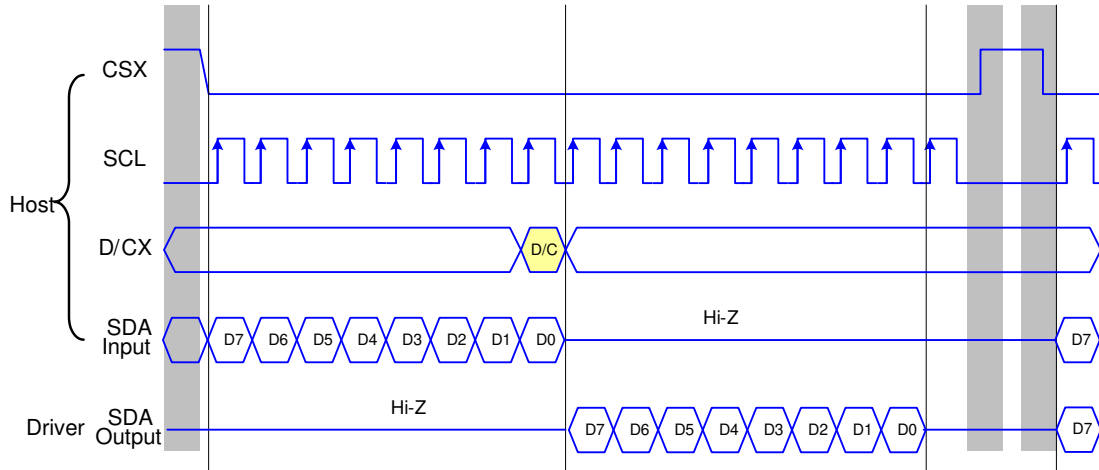 CSX
SCL
Host
D/CX
D/C
SDA
Input
D7 D6 D5 D4 D3 D2 D1 D0
Hi-Z
D7
Driver
SDA
Output
Hi-Z
D7 D6 D5 D4 D3 D2 D1 D0
D7